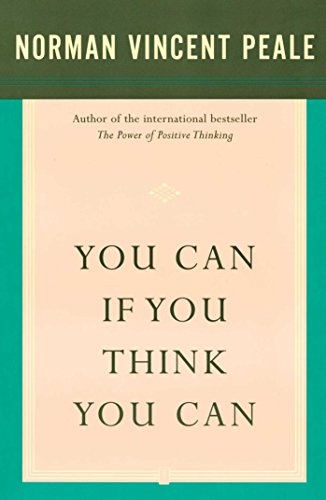 NORMAN VINCENT PEALE
Author of the international bestseller
The Power of Positive Thinking
YOU CAN
IF YOU
THINK
YOU CAN